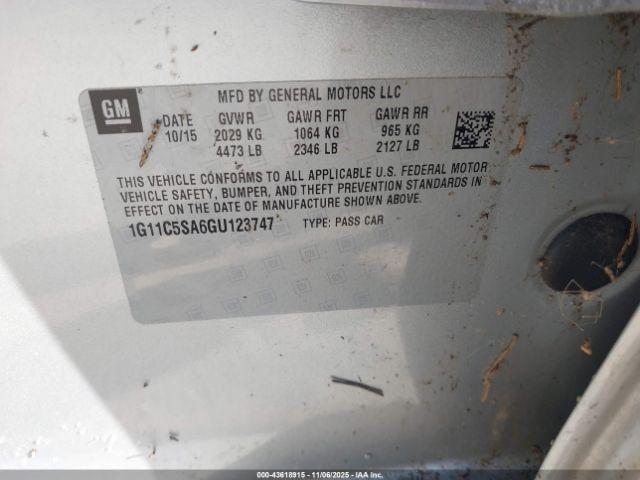 GM
MFD BY GENERAL MOTORS LLC
DATE GVWR GAWR FRT GAWR RR
10/15 2029 KG 1064 KG 965 KG
4473 LB 2346 LB 2127 LB
THIS VEHICLE CONFORMS TO ALL APPLICABLE U.S. FEDERAL MOTOR
VEHICLE SAFETY, BUMPER, AND THEFT PREVENTION STANDARDS IN
EFFECT ON THE DATE OF MANUFACTURE SHOWN ABOVE.
1G11C5SA6GU123747 TYPE: PASS CAR
000-43618915 - 11/06/2025 - IAAI.com